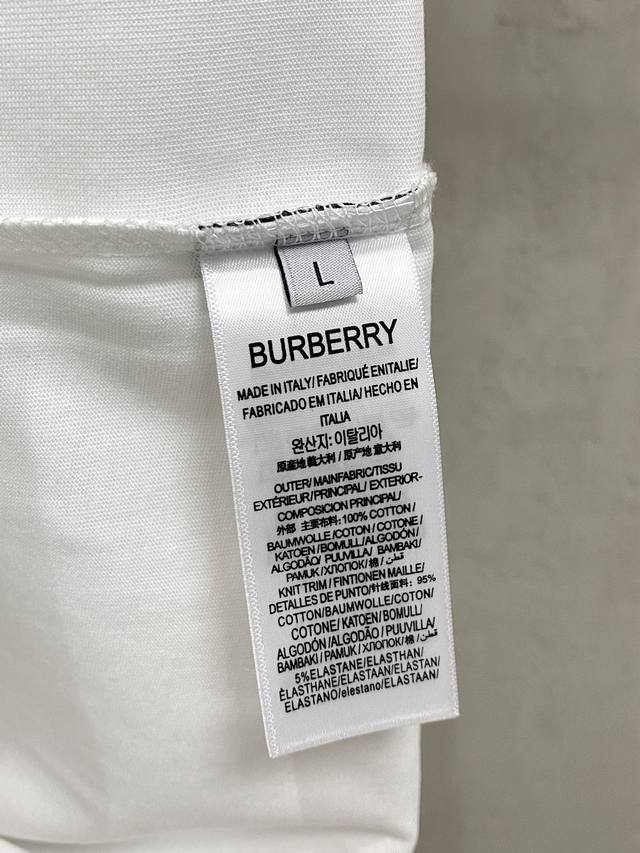 L
BURBERRY
MADE IN ITALY/FABRIQUÉ ENITALIE/
FABRICADO EM ITALIA/HECHO EN
ITALIA
완산지:이탈리아
原産地 義大利 / 原产地 意大利
OUTER/MAINFABRIC/TISSU
EXTÉRIEUR/PRINCIPAL/EXTERIOR-
COMPOSICION PRINCIPAL/
外部 主要布料:100% COTTON/
BAUMWOLLE/COTON/COTONE/
KATOEN/BOMULL/ALGODÓN/
ALGODÃO/ PUUVILLA/ BAMBAKI/
PAMUK/ХЛОПОК/棉/قطن/
KNIT TRIM/FINTIONEN MAILLE/
DETALLES DE PUNTO/针线面料: 95%
COTTON/BAUMWOLLE/COTON/
COTONE/KATOEN/BOMULL/
ALGODÓN/ALGODÃO/PUUVILLA/
BAMBAKI/PAMUK/ХЛОПОК/棉/قطن/
5%ELASTANE/ELASTHAN/
ÉLASTHANE/ELASTAAN/ELASTAN/
ELASTANO/elestano/ELASTAAN/